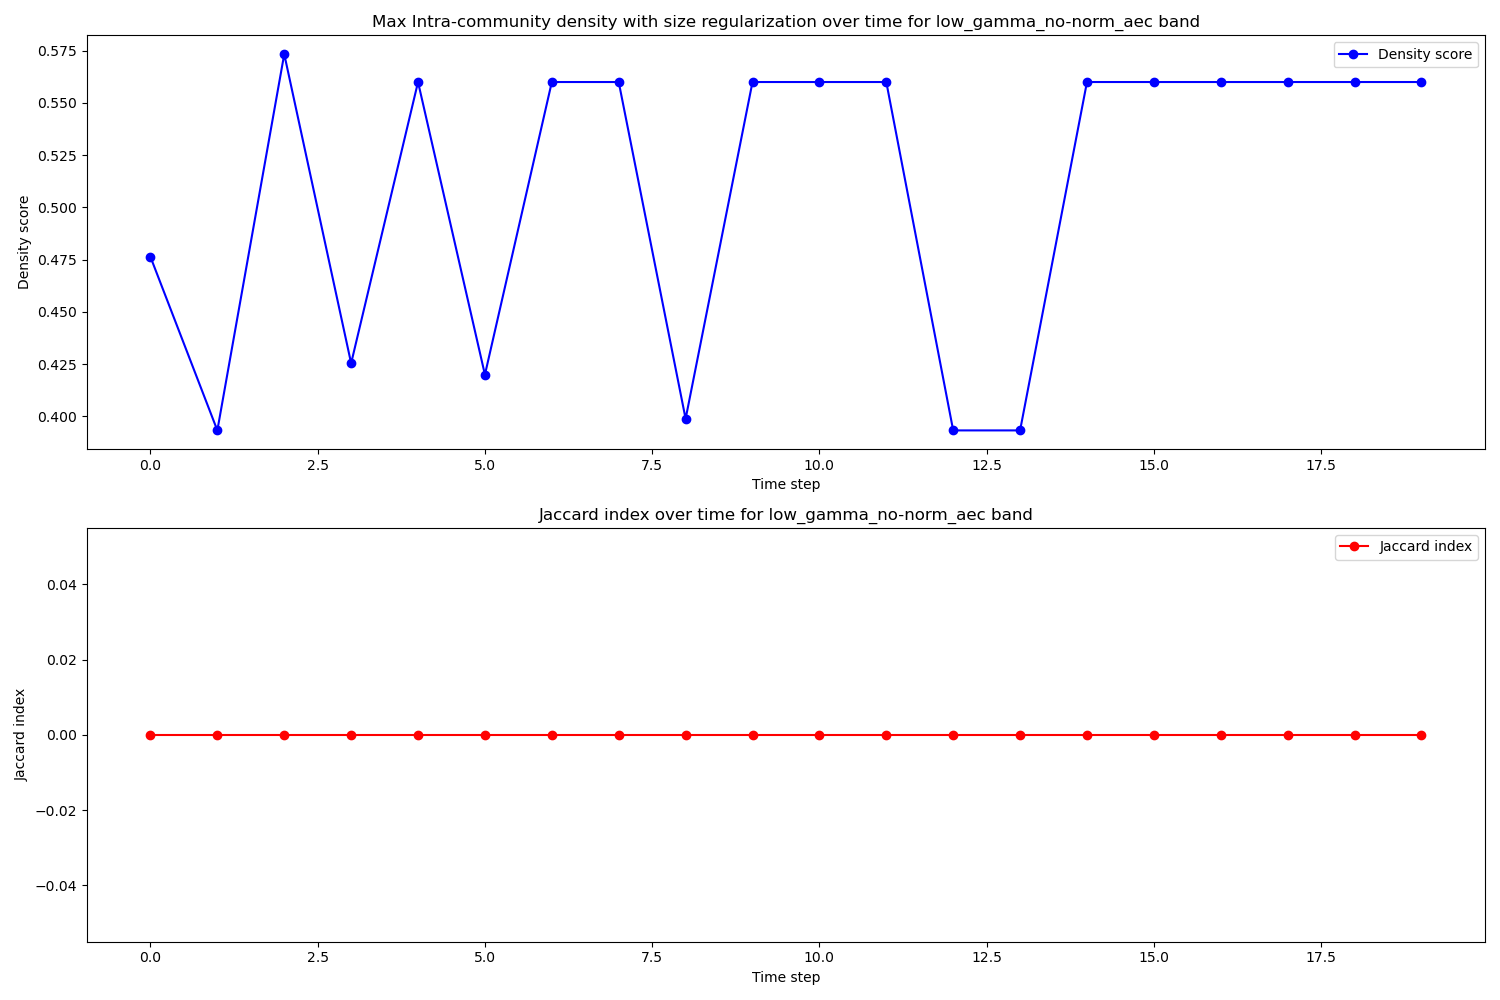 Max Intra-community density with size regularization over time for low_gamma_no-norm_aec band
Density score
0.575
0.550
0.525
0.500
0.475
0.450
0.425
0.400
Density score
0.0 2.5 5.0 7.5 10.0 12.5 15.0 17.5
Time step
Jaccard index over time for low_gamma_no-norm_aec band
Jaccard index
0.04
0.02
0.00
−0.02
−0.04
Jaccard index
0.0 2.5 5.0 7.5 10.0 12.5 15.0 17.5
Time step